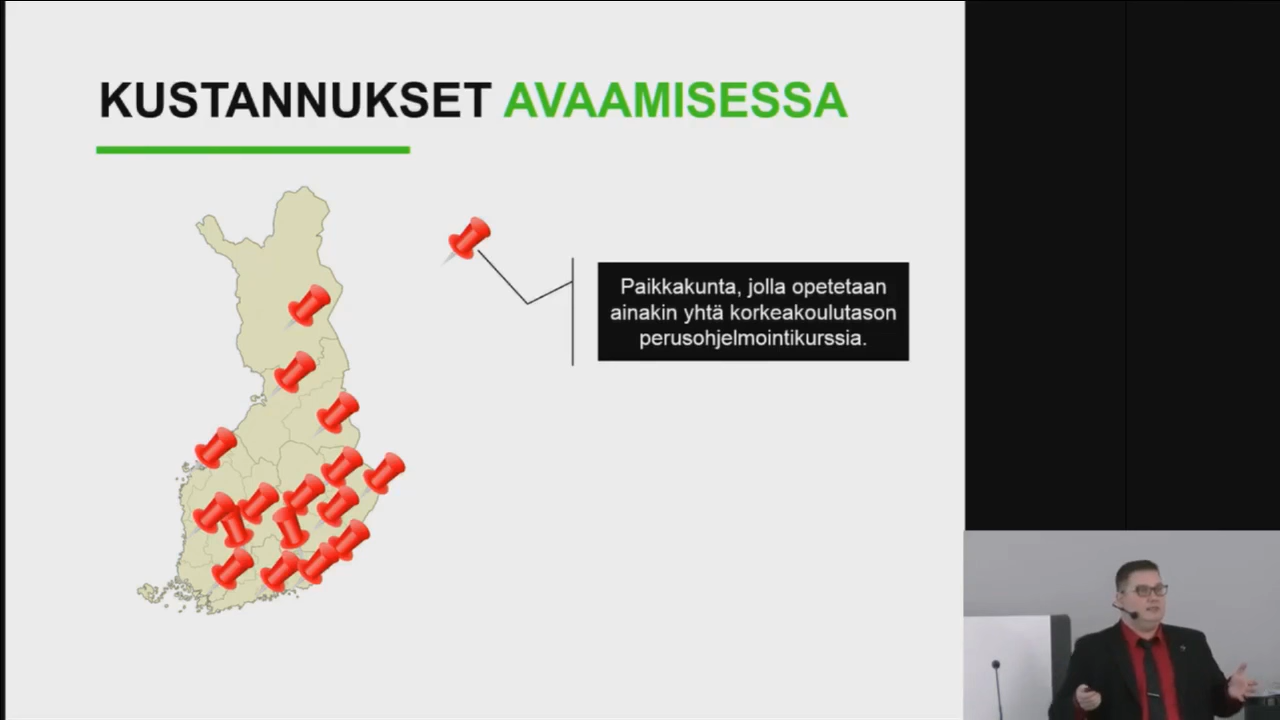 KUSTANNUKSET AVAAMISESSA
Paikkakunta, jolla opetetaan
ainakin yhtä korkeakoulutason
perusohjelmointikurssia.